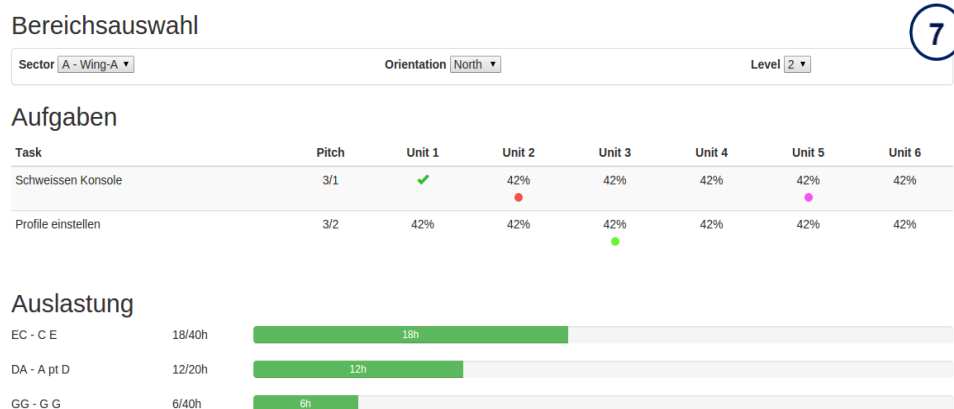 Bereichsauswahl
7
Sector A - Wing-A Orientation North Level 2
Aufgaben
Task Pitch Unit 1 Unit 2 Unit 3 Unit 4 Unit 5 Unit 6
Schweissen Konsole 3/1 42% 42% 42% 42% 42%
Profile einstellen 3/2 42% 42% 42% 42% 42% 42%
Auslastung
EC - C E 18/40h 18h
DA - A pt D 12/20h 12h
GG - G G 6/40h 6h